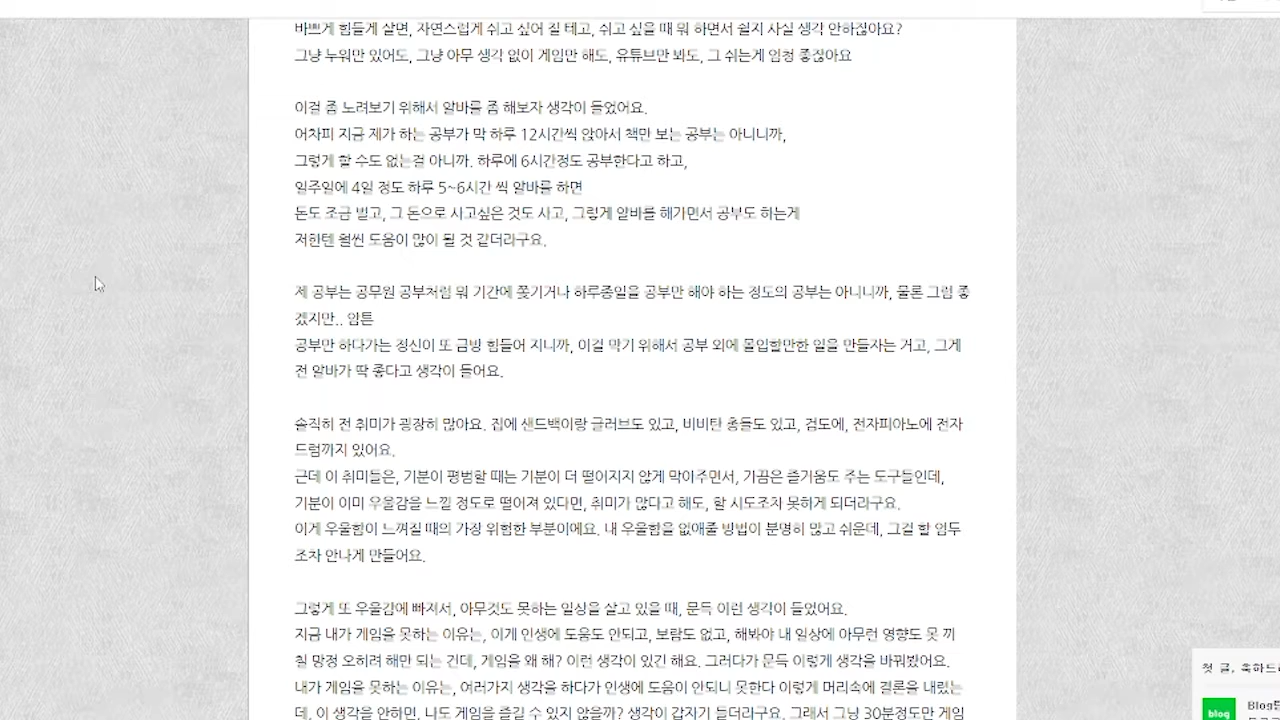 바쁘게 힘들게 살면, 자연스럽게 쉬고 싶어 질 테고, 쉬고 싶을 때 뭐 하면서 쉴지 사실 생각 안하잖아요?
그냥 누워만 있어도, 그냥 아무 생각 없이 게임만 해도, 유튜브만 봐도, 그 쉬는게 엄청 좋잖아요
이걸 좀 노려보기 위해서 알바를 좀 해보자 생각이 들었어요.
어차피 지금 제가 하는 공부가 막 하루 12시간씩 앉아서 책만 보는 공부는 아니니까,
그렇게 할 수도 없는걸 아니까. 하루에 6시간정도 공부한다고 하고,
일주일에 4일 정도 하루 5~6시간 씩 알바를 하면
돈도 조금 벌고, 그 돈으로 사고싶은 것도 사고, 그렇게 알바를 해가면서 공부도 하는게
저한텐 훨씬 도움이 많이 될 것 같더라구요.
제 공부는 공무원 공부처럼 뭐 기간에 쫓기거나 하루종일을 공부만 해야 하는 정도의 공부는 아니니까, 물론 그럼 좋
겠지만.. 암튼
공부만 하다가는 정신이 또 금방 힘들어 지니까, 이걸 막기 위해서 공부 외에 몰입할만한 일을 만들자는 거고, 그게
전 알바가 딱 좋다고 생각이 들어요.
솔직히 전 취미가 굉장히 많아요. 집에 샌드백이랑 글러브도 있고, 비비탄 총들도 있고, 검도에, 전자피아노에 전자
드럼까지 있어요.
근데 이 취미들은, 기분이 평범할 때는 기분이 더 떨어지지 않게 막아주면서, 가끔은 즐거움도 주는 도구들인데,
기분이 이미 우울감을 느낄 정도로 떨어져 있다면, 취미가 많다고 해도, 할 시도조차 못하게 되더라구요.
이게 우울함이 느껴질 때의 가장 위험한 부분이에요. 내 우울함을 없애줄 방법이 분명히 많고 쉬운데, 그걸 할 엄두
조차 안나게 만들어요.
그렇게 또 우울감에 빠져서, 아무것도 못하는 일상을 살고 있을 때, 문득 이런 생각이 들었어요.
지금 내가 게임을 못하는 이유는, 이게 인생에 도움도 안되고, 보람도 없고, 해봐야 내 일상에 아무런 영향도 못 끼
칠 망정 오히려 해만 되는 건데, 게임을 왜 해? 이런 생각이 있긴 해요. 그러다가 문득 이렇게 생각을 바꿔봤어요.
내가 게임을 못하는 이유는, 여러가지 생각을 하다가 인생에 도움이 안되니 못한다 이렇게 머리속에 결론을 내렸는
데, 이 생각을 안하면, 나도 게임을 즐길 수 있지 않을까? 생각이 갑자기 들더라구요. 그래서 그냥 30분정도만 게임
첫 글, 축하드
blog